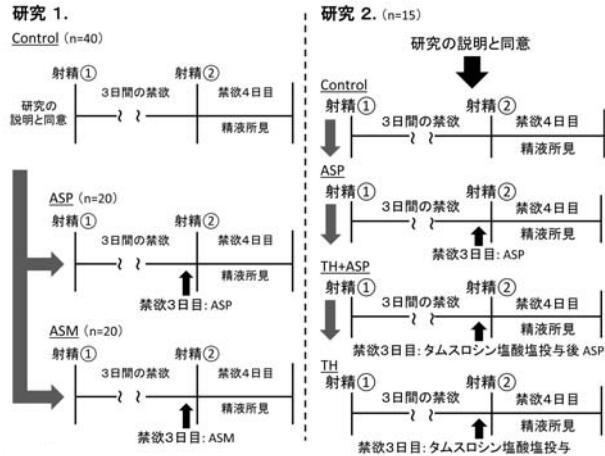 研究 1.
Control (n=40)
射精① 射精②
研究の
説明と同意
3日間の禁欲 禁欲4日目
精液所見
ASP (n=20)
射精① 射精②
3日間の禁欲 禁欲4日目
精液所見
禁欲3日目: ASP
ASM (n=20)
射精① 射精②
3日間の禁欲 禁欲4日目
精液所見
禁欲3日目: ASM
研究 2. (n=15)
研究の説明と同意
Control
射精① 射精②
3日間の禁欲 禁欲4日目
精液所見
ASP
射精① 射精②
3日間の禁欲 禁欲4日目
精液所見
禁欲3日目: ASP
TH+ASP
射精① 射精②
3日間の禁欲 禁欲4日目
精液所見
禁欲3日目: タムスロシン塩酸塩投与後 ASP
TH
射精① 射精②
3日間の禁欲 禁欲4日目
精液所見
禁欲3日目: タムスロシン塩酸塩投与